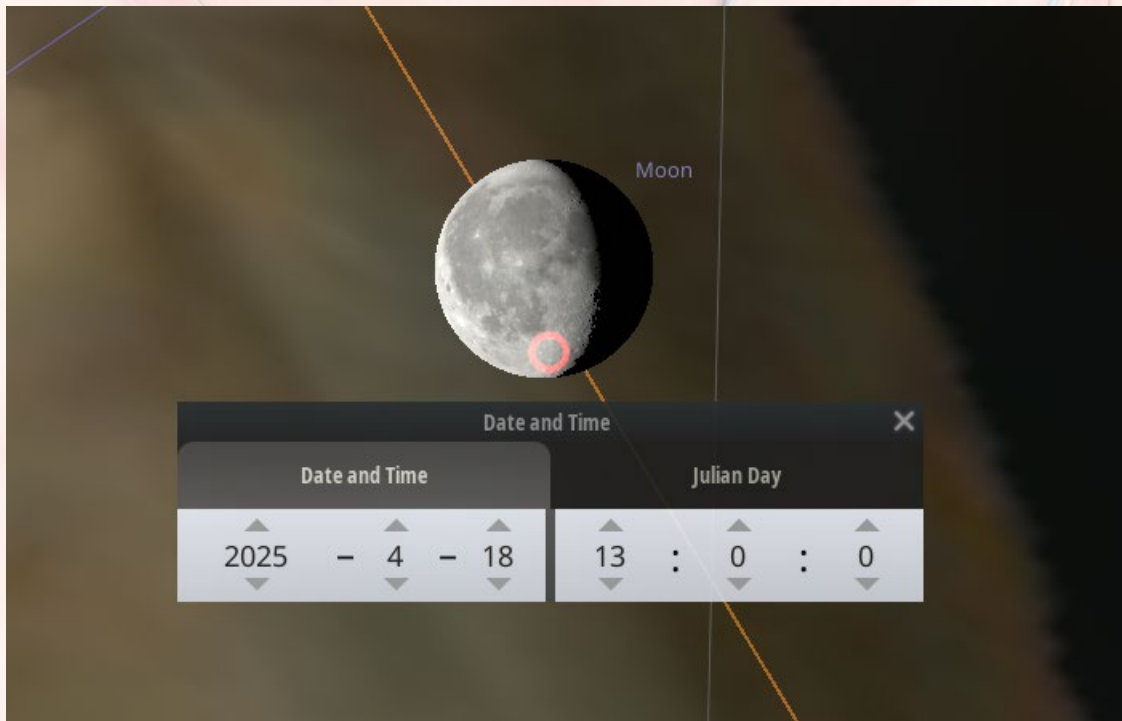 Moon
Date and Time
Date and Time Julian Day
2025 – 4 – 18 13 : 0 : 0